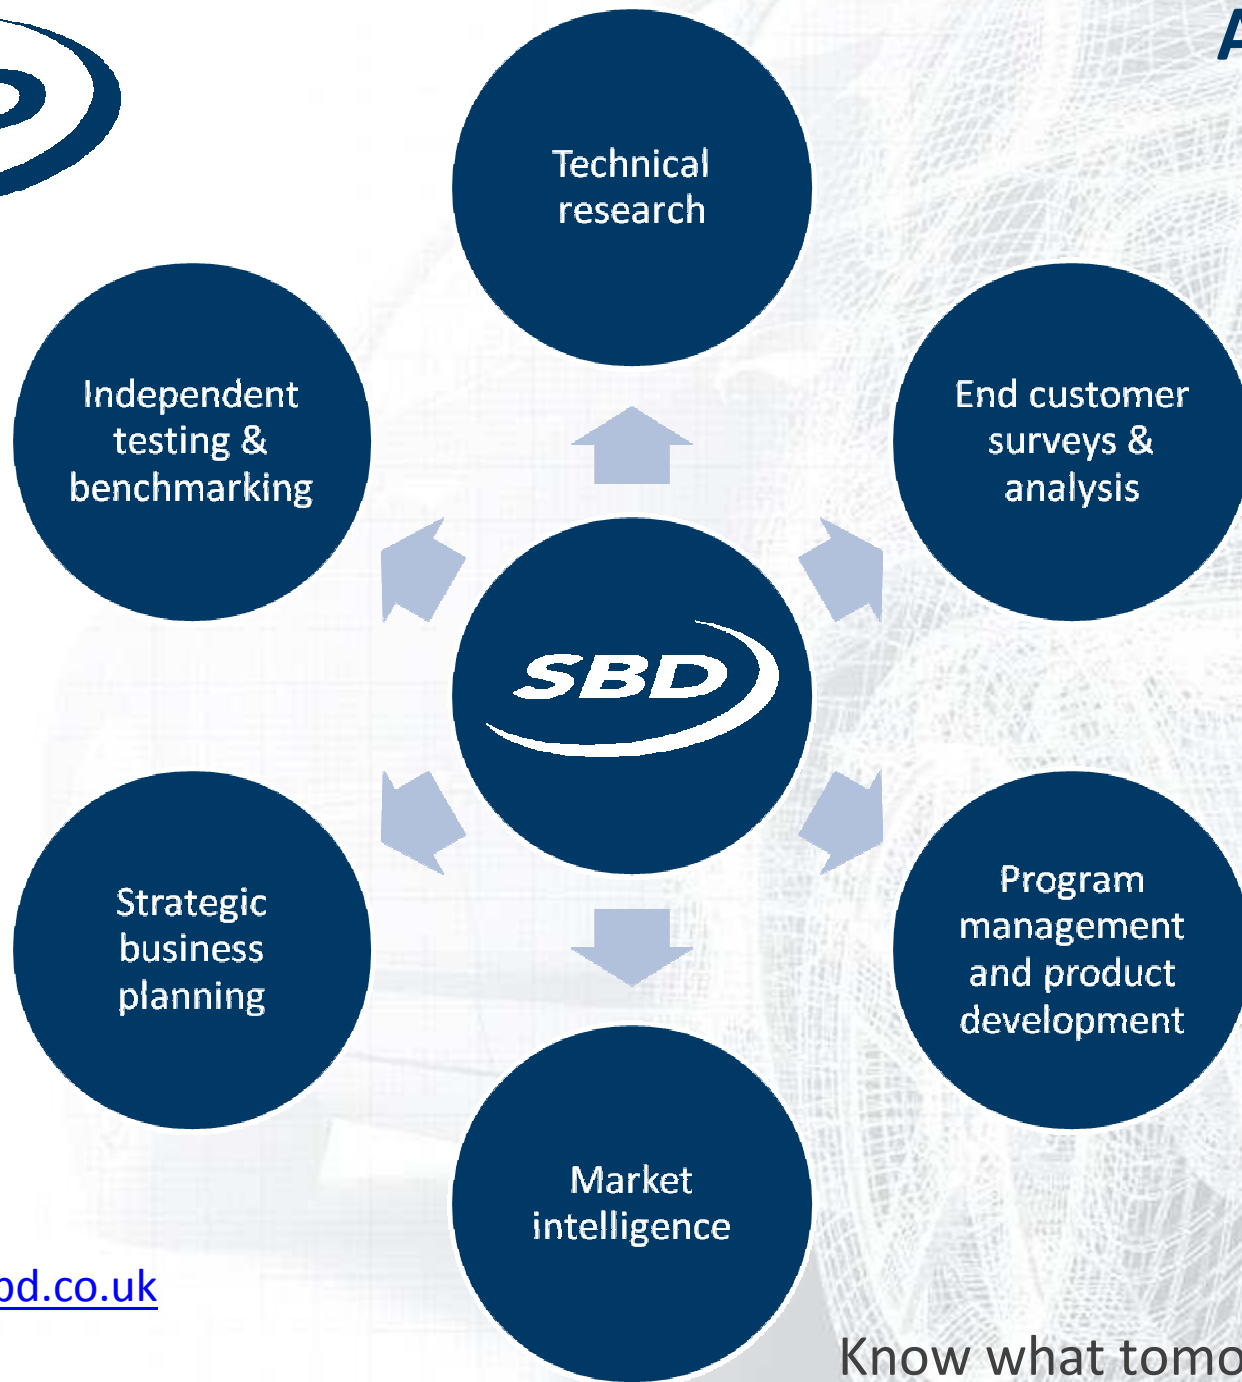 Technical
research
Independent
testing &
benchmarking
End customer
surveys &
analysis
SBD
Strategic
business
planning
Program
management
and product
development
Market
intelligence
bd.co.uk
Know what tomo